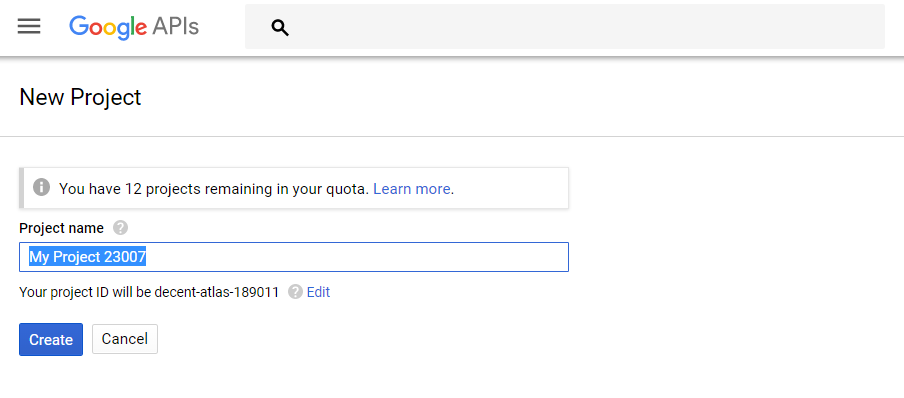 Google APIs
New Project
You have 12 projects remaining in your quota. Learn more.
Project name
My Project 23007
Your project ID will be decent-atlas-189011 Edit
Create Cancel